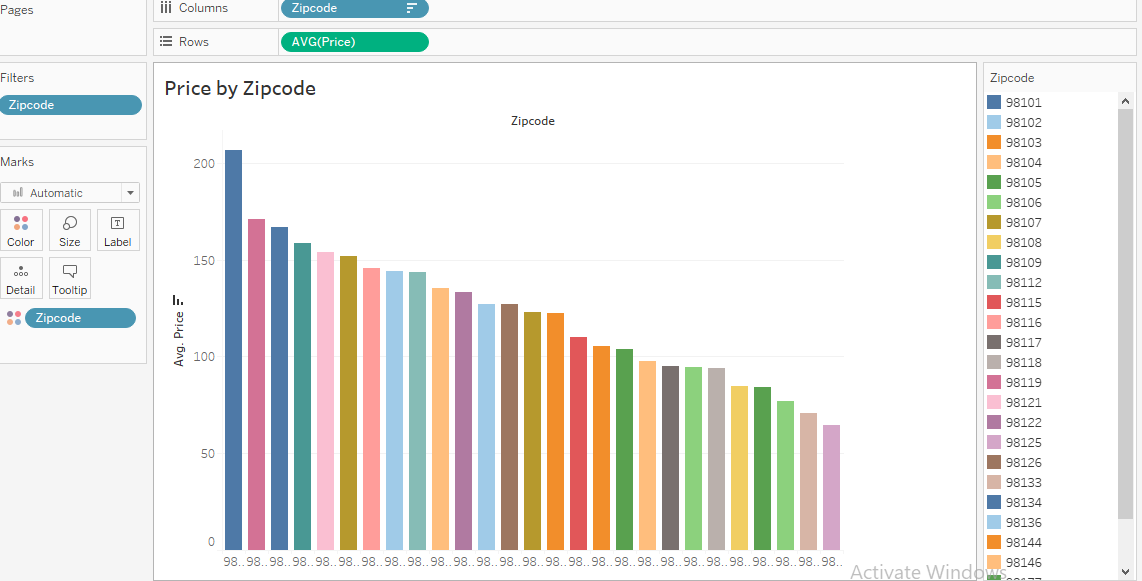 Pages
Columns
Zipcode
Rows
AVG(Price)
Filters
Zipcode
Marks
Automatic
Color
Size
Label
Detail
Tooltip
Zipcode
Price by Zipcode
Zipcode
Avg. Price
200
150
100
50
0
98.. 98.. 98.. 98.. 98.. 98.. 98.. 98.. 98.. 98.. 98.. 98.. 98.. 98.. 98.. 98.. 98.. 98.. 98.. 98.. 98.. 98.. 98.. 98.. 98.. 98.. 98..
Zipcode
98101
98102
98103
98104
98105
98106
98107
98108
98109
98112
98115
98116
98117
98118
98119
98121
98122
98125
98126
98133
98134
98136
98144
98146
Activate Windows